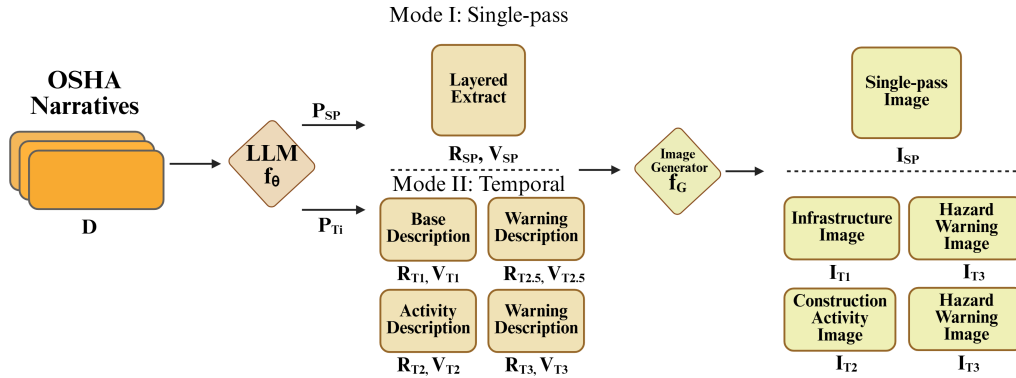 Mode I: Single-pass
OSHA
Narratives
D
LLM
fθ
PSP
PTi
Layered
Extract
RSP, VSP
Mode II: Temporal
Base
Description
RT1, VT1
Warning
Description
RT2.5, VT2.5
Activity
Description
RT2, VT2
Warning
Description
RT3, VT3
Image
Generator
fG
Single-pass
Image
ISP
Infrastructure
Image
IT1
Hazard
Warning
Image
IT3
Construction
Activity
Image
IT2
Hazard
Warning
Image
IT3